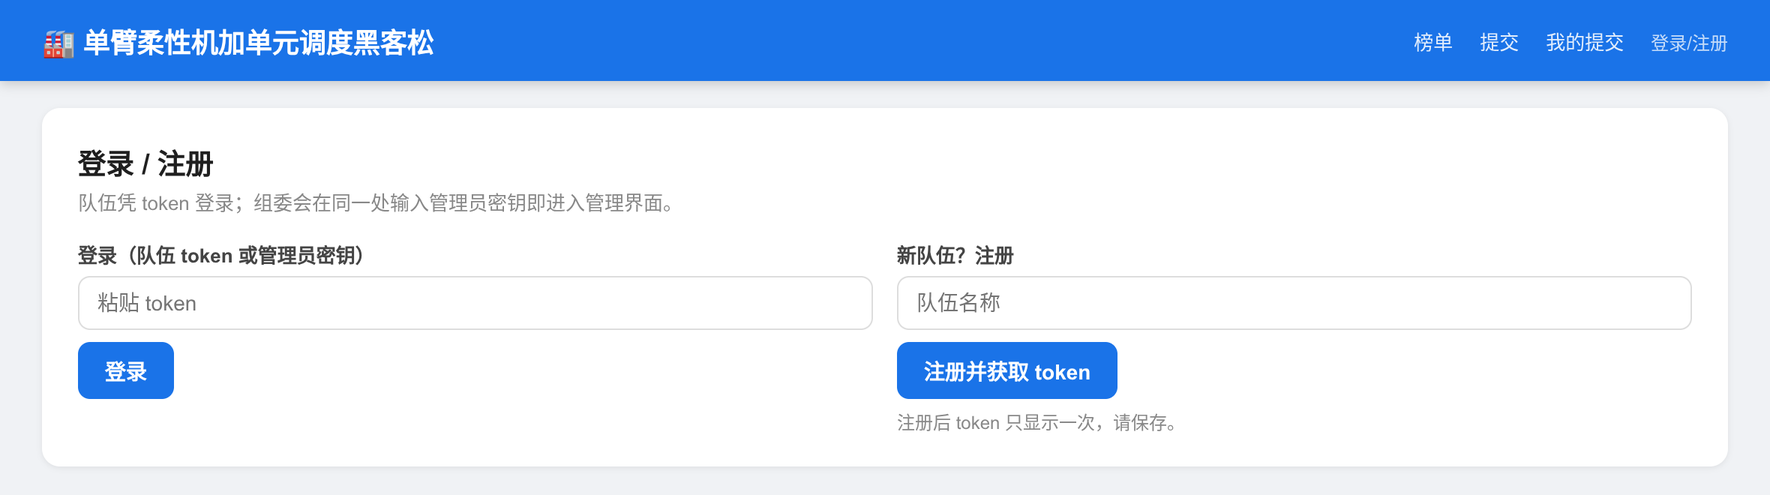 单臂柔性机加单元调度黑客松
榜单 提交 我的提交 登录/注册
登录 / 注册
队伍凭 token 登录；组委会在同一处输入管理员密钥即进入管理界面。
登录（队伍 token 或管理员密钥）
粘贴 token
登录
新队伍？注册
队伍名称
注册并获取 token
注册后 token 只显示一次，请保存。